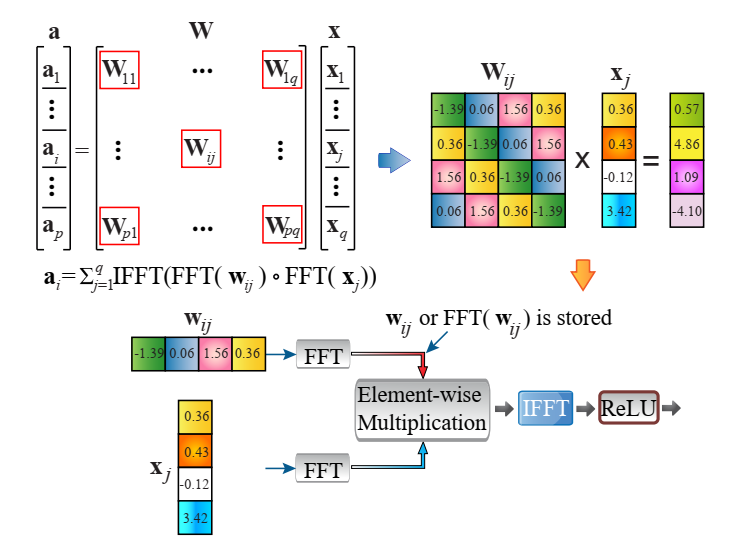 a W x
a1 W11 ... W1q x1
⋮ ⋮
ai = ⋮ Wij ⋮ xj
⋮ ⋮
ap Wp1 ... Wpq xq
ai=Σqj=1IFFT(FFT( wij )∘FFT( xj))
Wij xj
-1.39 0.06 1.56 0.36 0.36 0.57
0.36 -1.39 0.06 1.56 × 0.43 = 4.86
1.56 0.36 -1.39 0.06 -0.12 1.09
0.06 1.56 0.36 -1.39 3.42 -4.10
wij or FFT( wij ) is stored
wij
-1.39 0.06 1.56 0.36
FFT
Element-wise
Multiplication
IFFT
ReLU
xj
0.36
0.43
-0.12
3.42
FFT